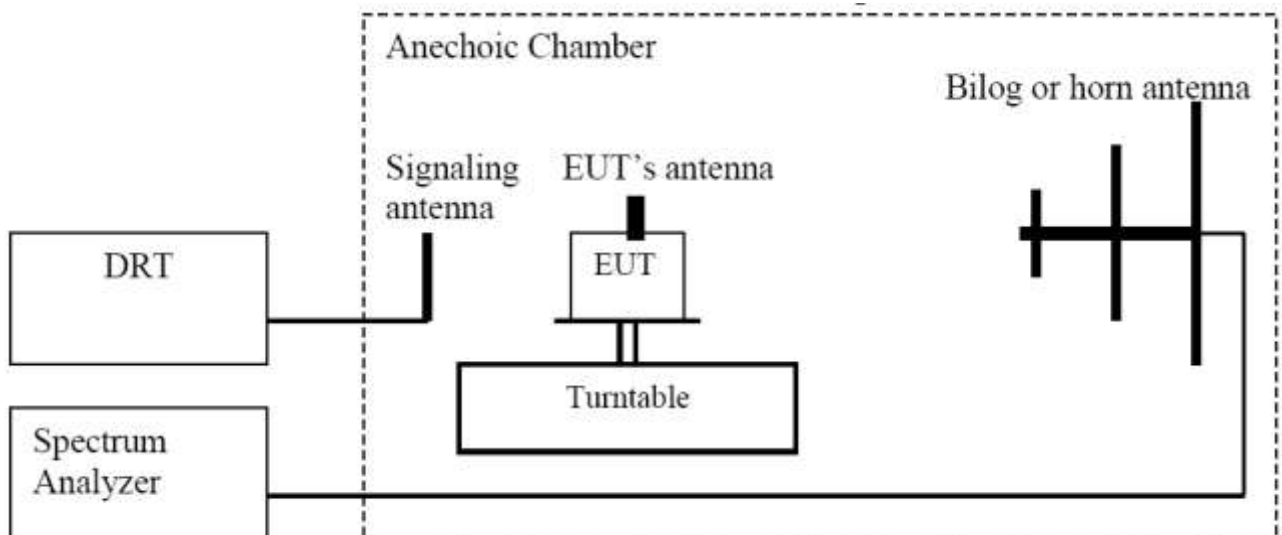 Anechoic Chamber
Bilog or horn antenna
Signaling
antenna
EUT’s antenna
DRT
EUT
Turntable
Spectrum
Analyzer